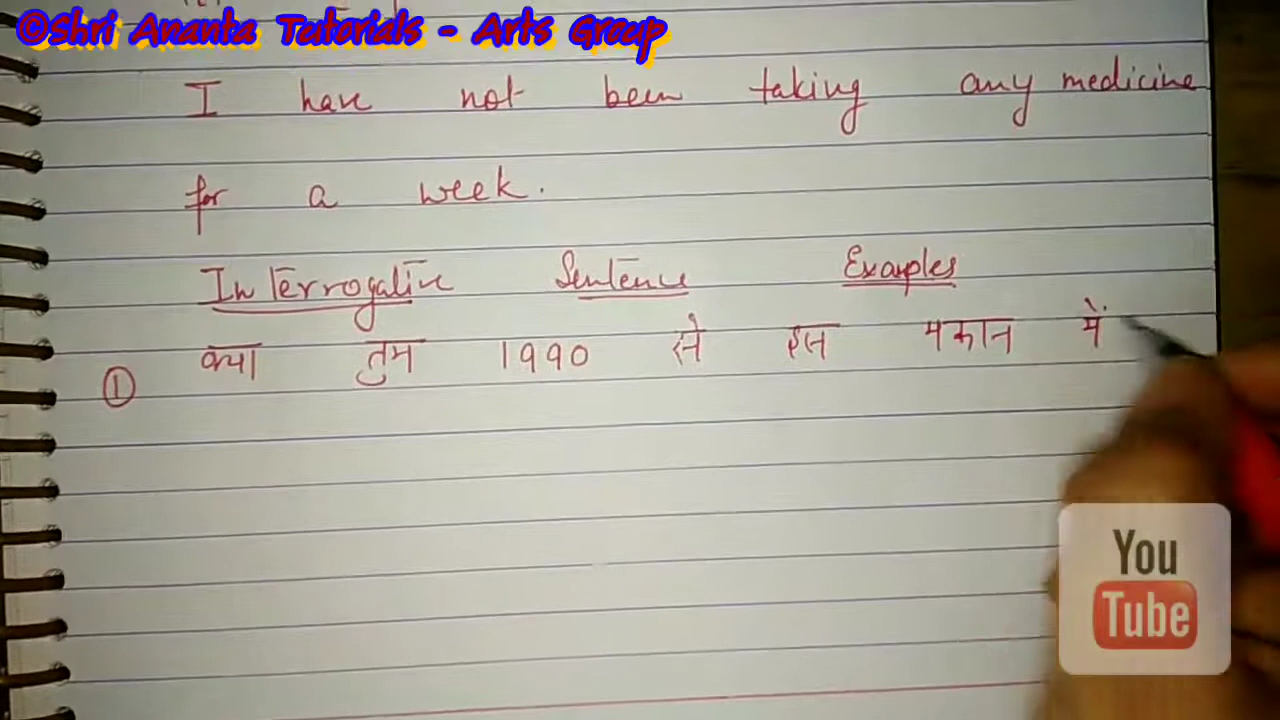 ©Shri Ananta Tutorials - Arts Group
I have not been taking any medicine
for a week.
Interrogative Sentence Examples
① क्या तुम 1990 से इस मकान में
You
Tube